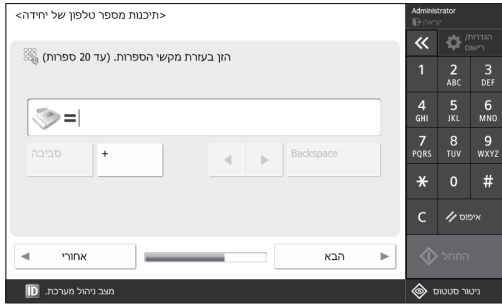 <תיכנות מספר טלפון של יחידה>
הזן בעזרת מקשי הספרות. (עד 20 ספרות)
=
סביבה
+
Backspace
אחורי
הבא
ID מצב ניהול מערכת.
Administrator
יציאה
הגדרות/
רישום
1
2 ABC
3 DEF
4 GHI
5 JKL
6 MNO
7 PQRS
8 TUV
9 WXYZ
*
0
#
C
איפוס
התחל
ניטור סטטוס